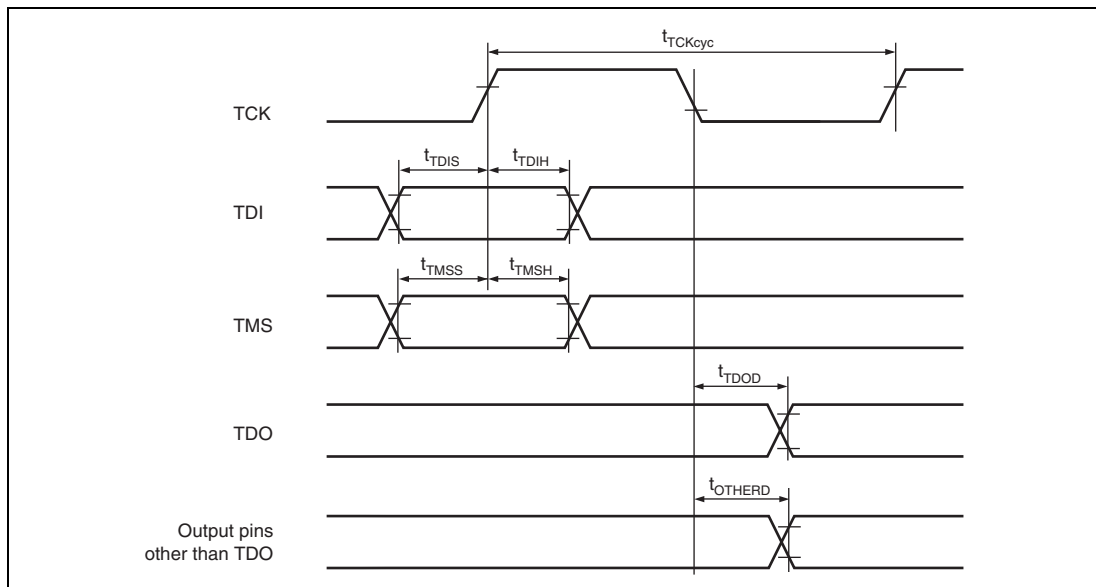 tTCKcyc
TCK
tTDIS
tTDIH
TDI
tTMSS
tTMSH
TMS
tTDOD
TDO
tOTHERD
Output pins
other than TDO